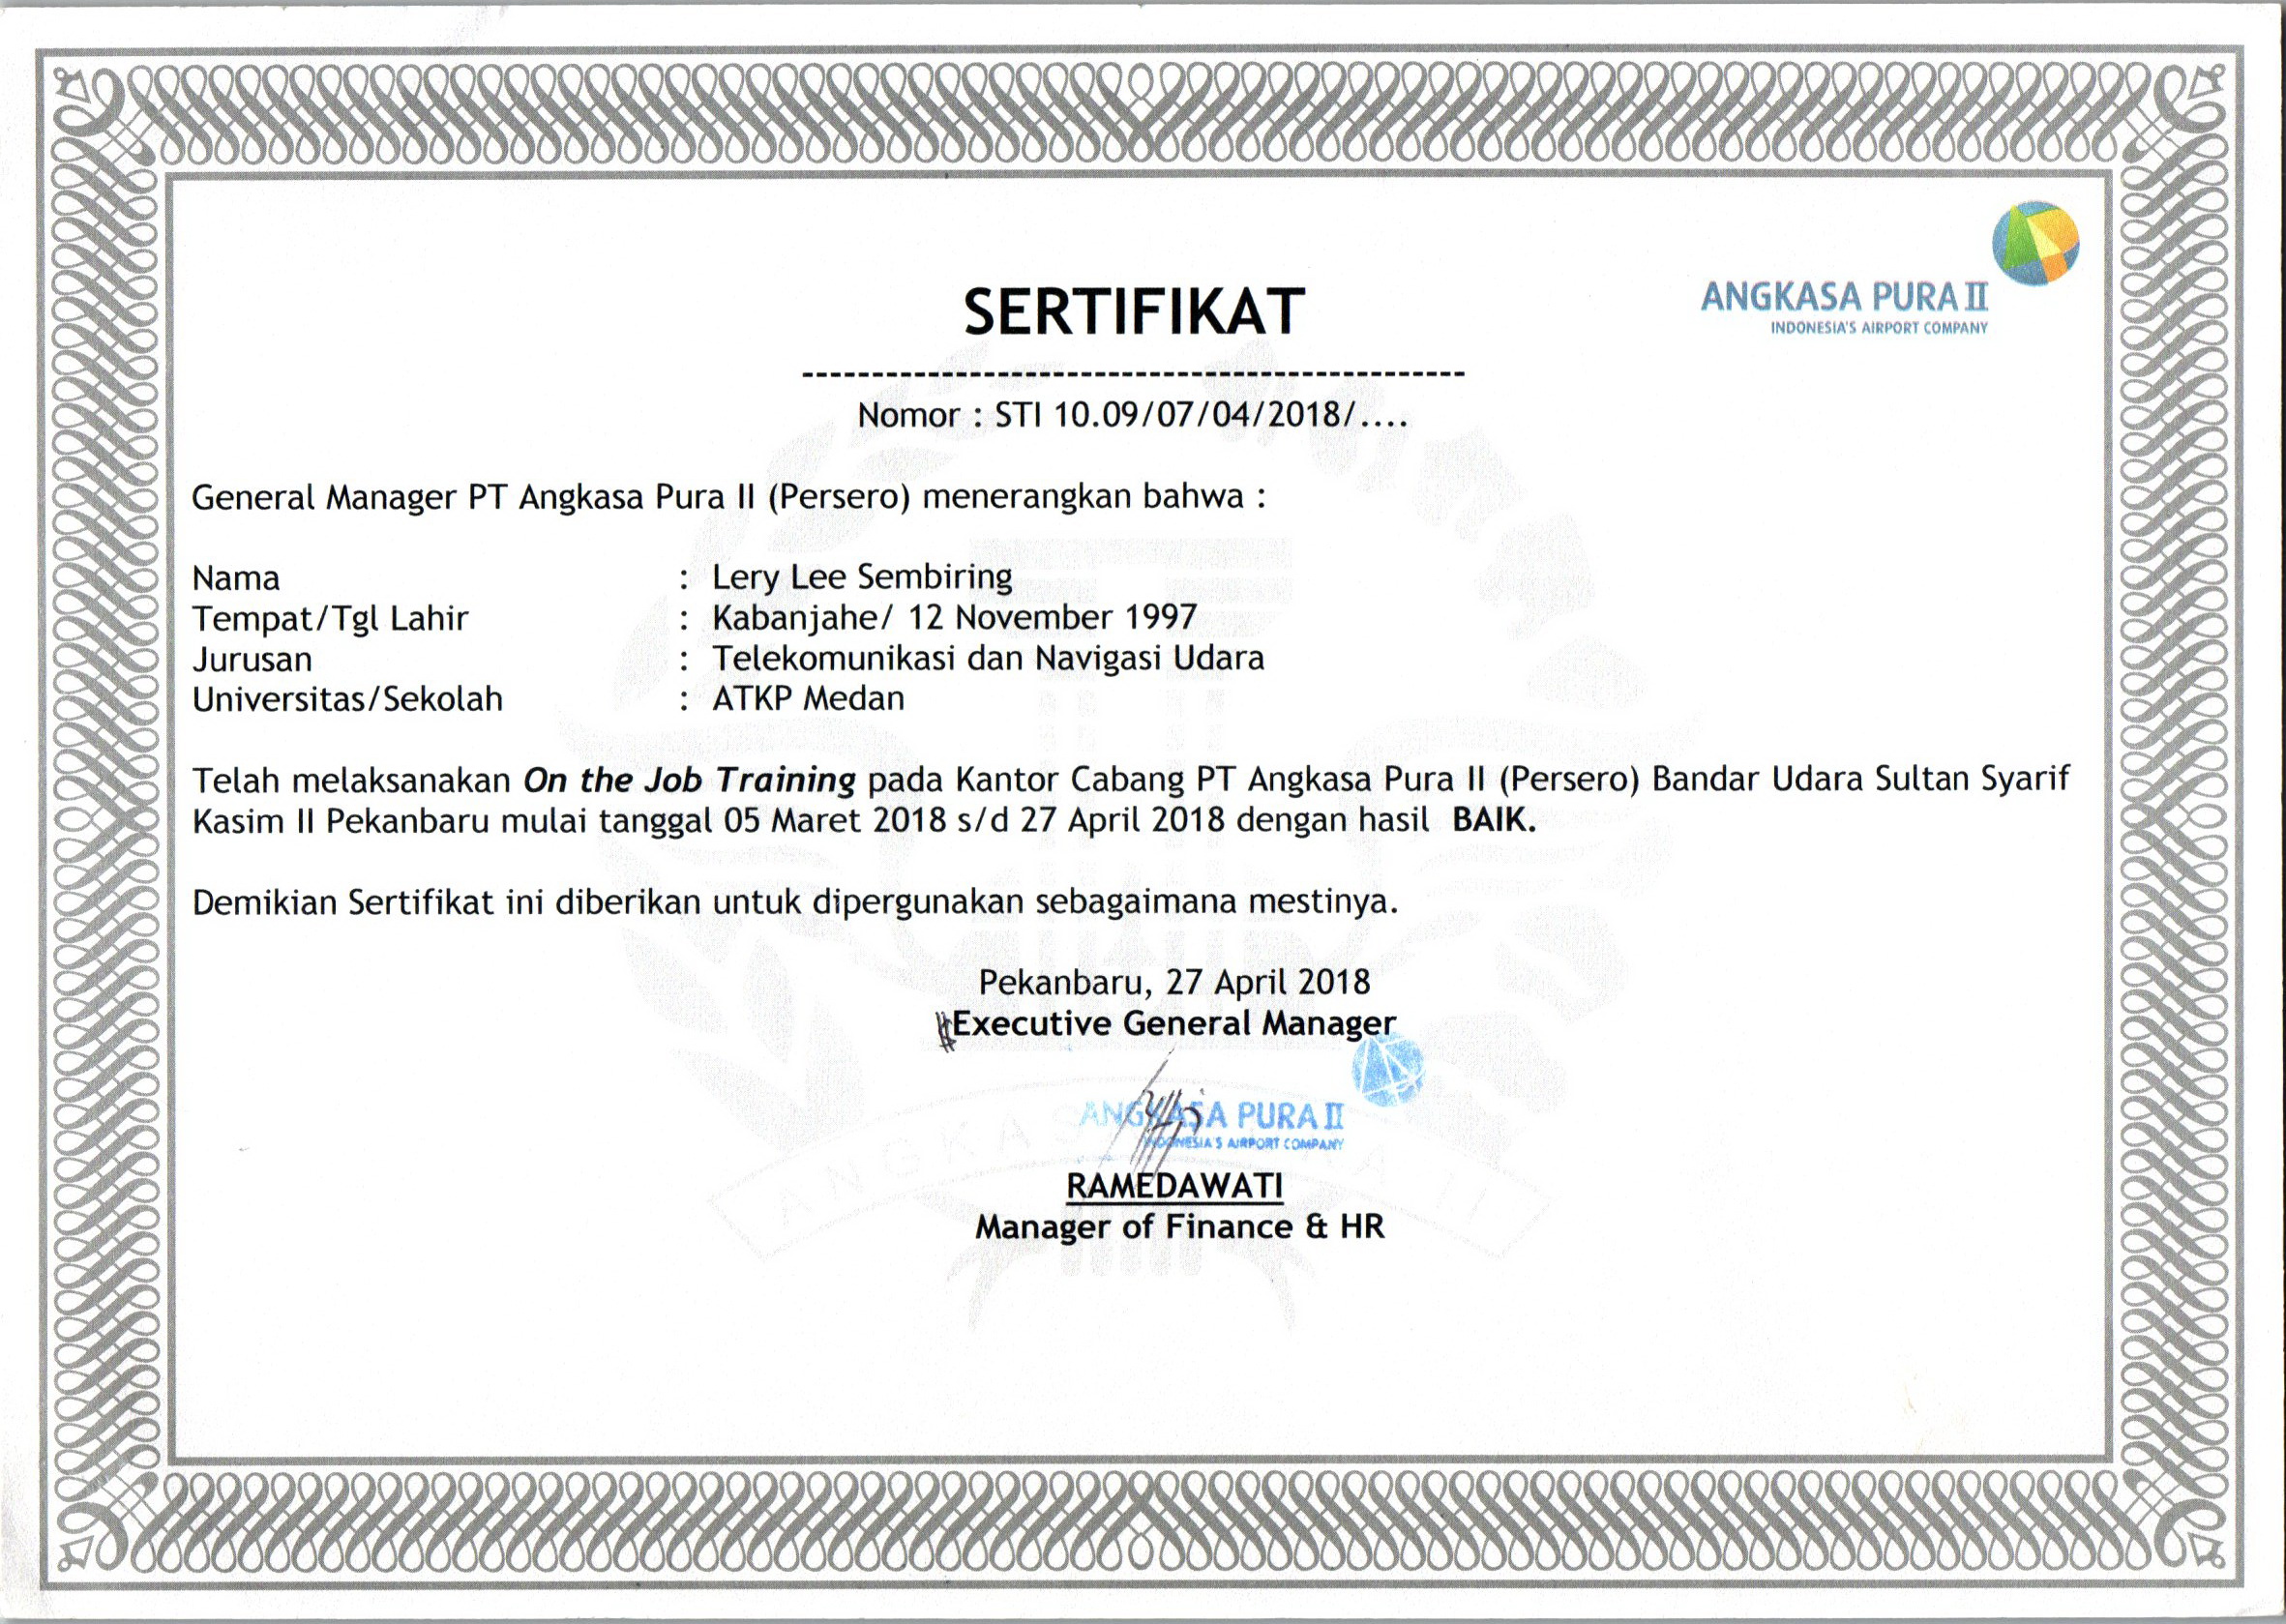 ANGKASA PURA II
INDONESIA'S AIRPORT COMPANY
SERTIFIKAT
------------------------------------------------
Nomor : STI 10.09/07/04/2018/....
General Manager PT Angkasa Pura II (Persero) menerangkan bahwa :
Nama : Lery Lee Sembiring
Tempat/Tgl Lahir : Kabanjahe/ 12 November 1997
Jurusan : Telekomunikasi dan Navigasi Udara
Universitas/Sekolah : ATKP Medan
Telah melaksanakan On the Job Training pada Kantor Cabang PT Angkasa Pura II (Persero) Bandar Udara Sultan Syarif
Kasim II Pekanbaru mulai tanggal 05 Maret 2018 s/d 27 April 2018 dengan hasil BAIK.
Demikian Sertifikat ini diberikan untuk dipergunakan sebagaimana mestinya.
Pekanbaru, 27 April 2018
Executive General Manager
ANGKASA PURA II
INDONESIA'S AIRPORT COMPANY
ANGKASA PURA II
RAMEDAWATI
Manager of Finance & HR